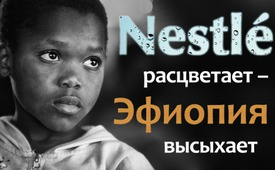 Nestlé
расцветает –
Эфиопия
высыхает